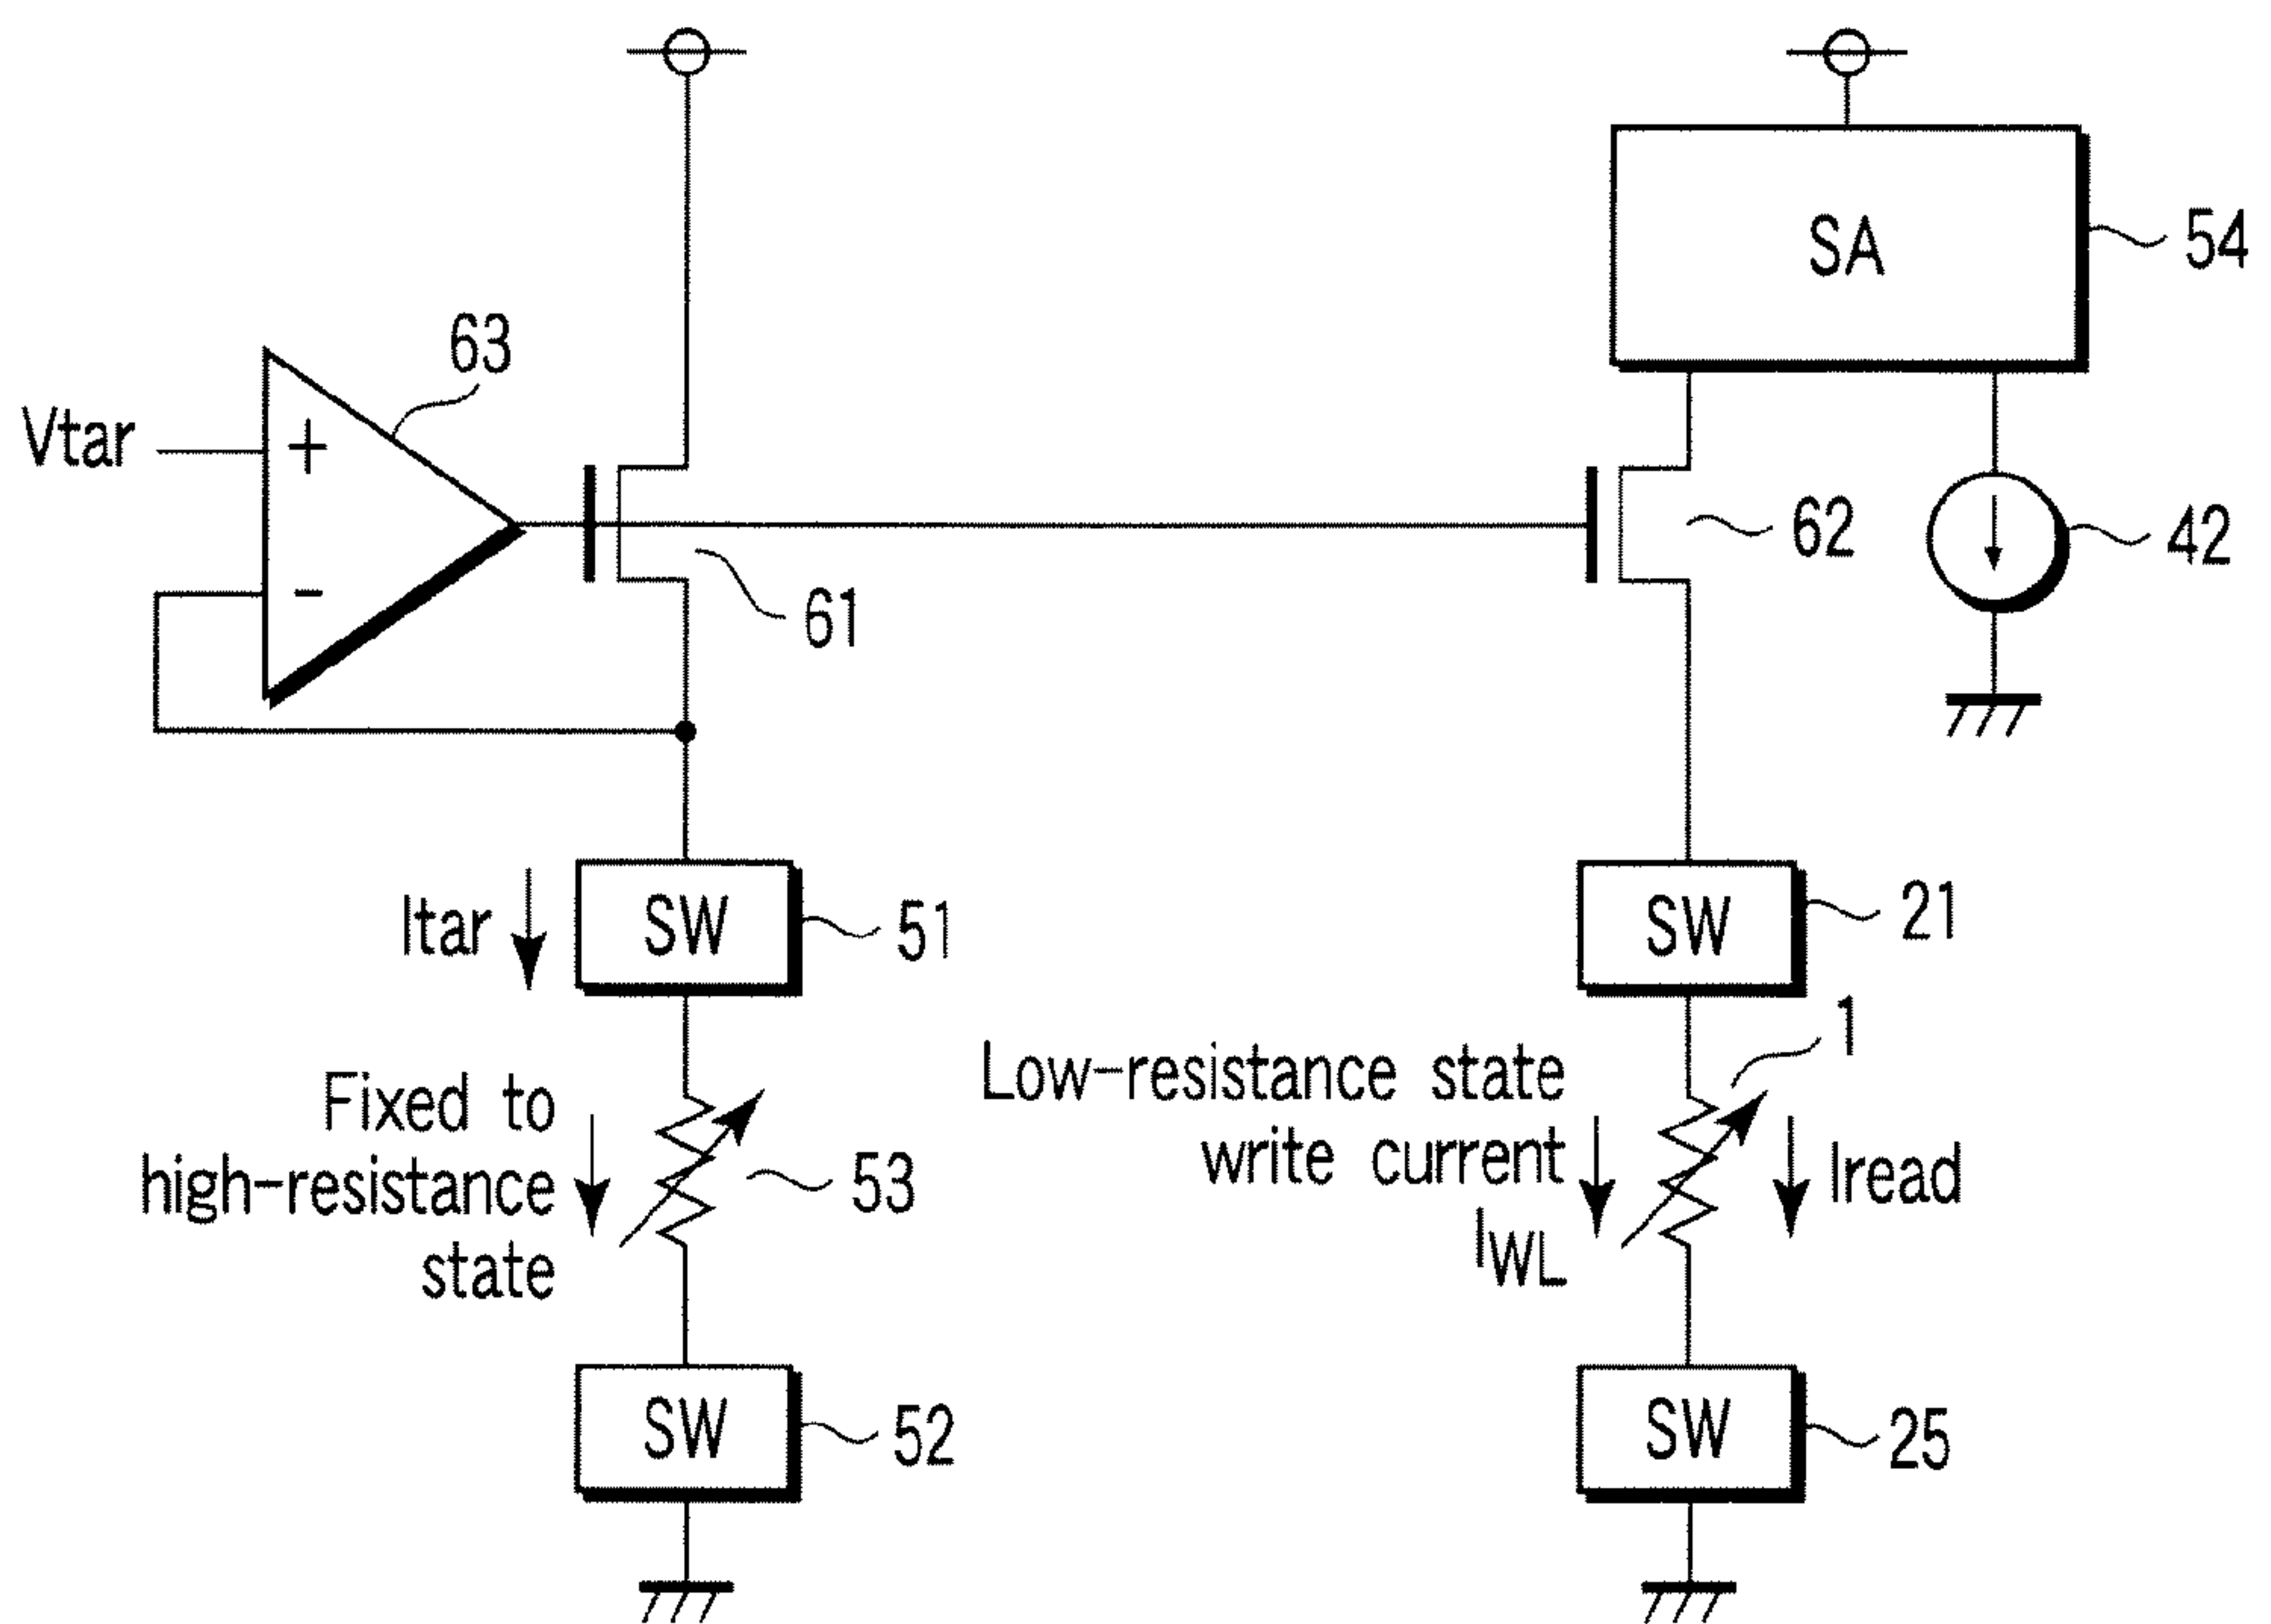 SA
54
63
Vtar
+
-
62
42
61
Itar
SW
51
SW
21
1
Fixed to
high-resistance
state
53
Low-resistance state
write current
IWL
Iread
SW
52
SW
25